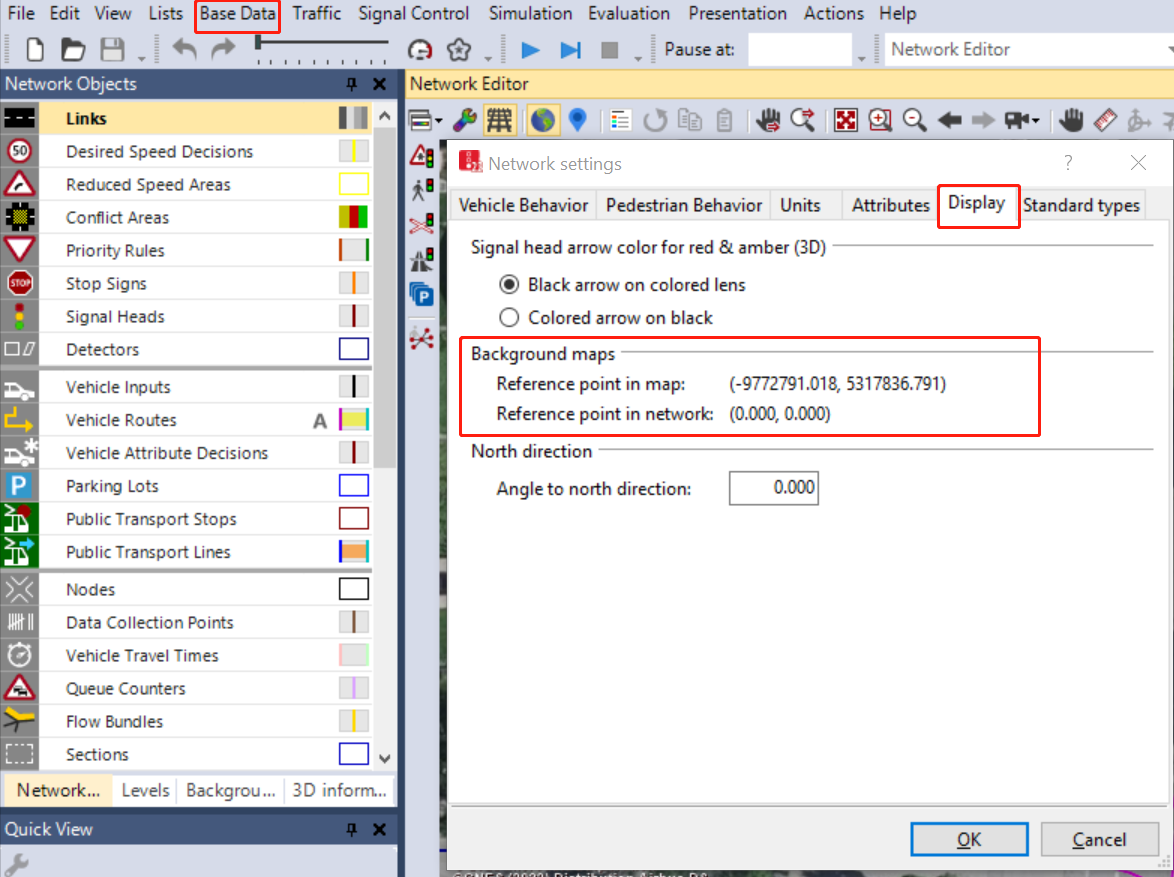 File Edit View Lists Base Data Traffic Signal Control Simulation Evaluation Presentation Actions Help
Pause at: Network Editor
Network Objects
Links
50 Desired Speed Decisions
Reduced Speed Areas
Conflict Areas
Priority Rules
STOP Stop Signs
Signal Heads
Detectors
Vehicle Inputs
Vehicle Routes A
Vehicle Attribute Decisions
P Parking Lots
Public Transport Stops
Public Transport Lines
Nodes
Data Collection Points
Vehicle Travel Times
Queue Counters
Flow Bundles
Sections
Network... Levels Backgrou... 3D inform...
Quick View
Network Editor
P
Network settings ?
Vehicle Behavior Pedestrian Behavior Units Attributes Display Standard types
Signal head arrow color for red & amber (3D)
Black arrow on colored lens
Colored arrow on black
Background maps
Reference point in map: (-9772791.018, 5317836.791)
Reference point in network: (0.000, 0.000)
North direction
Angle to north direction: 0.000
OK Cancel